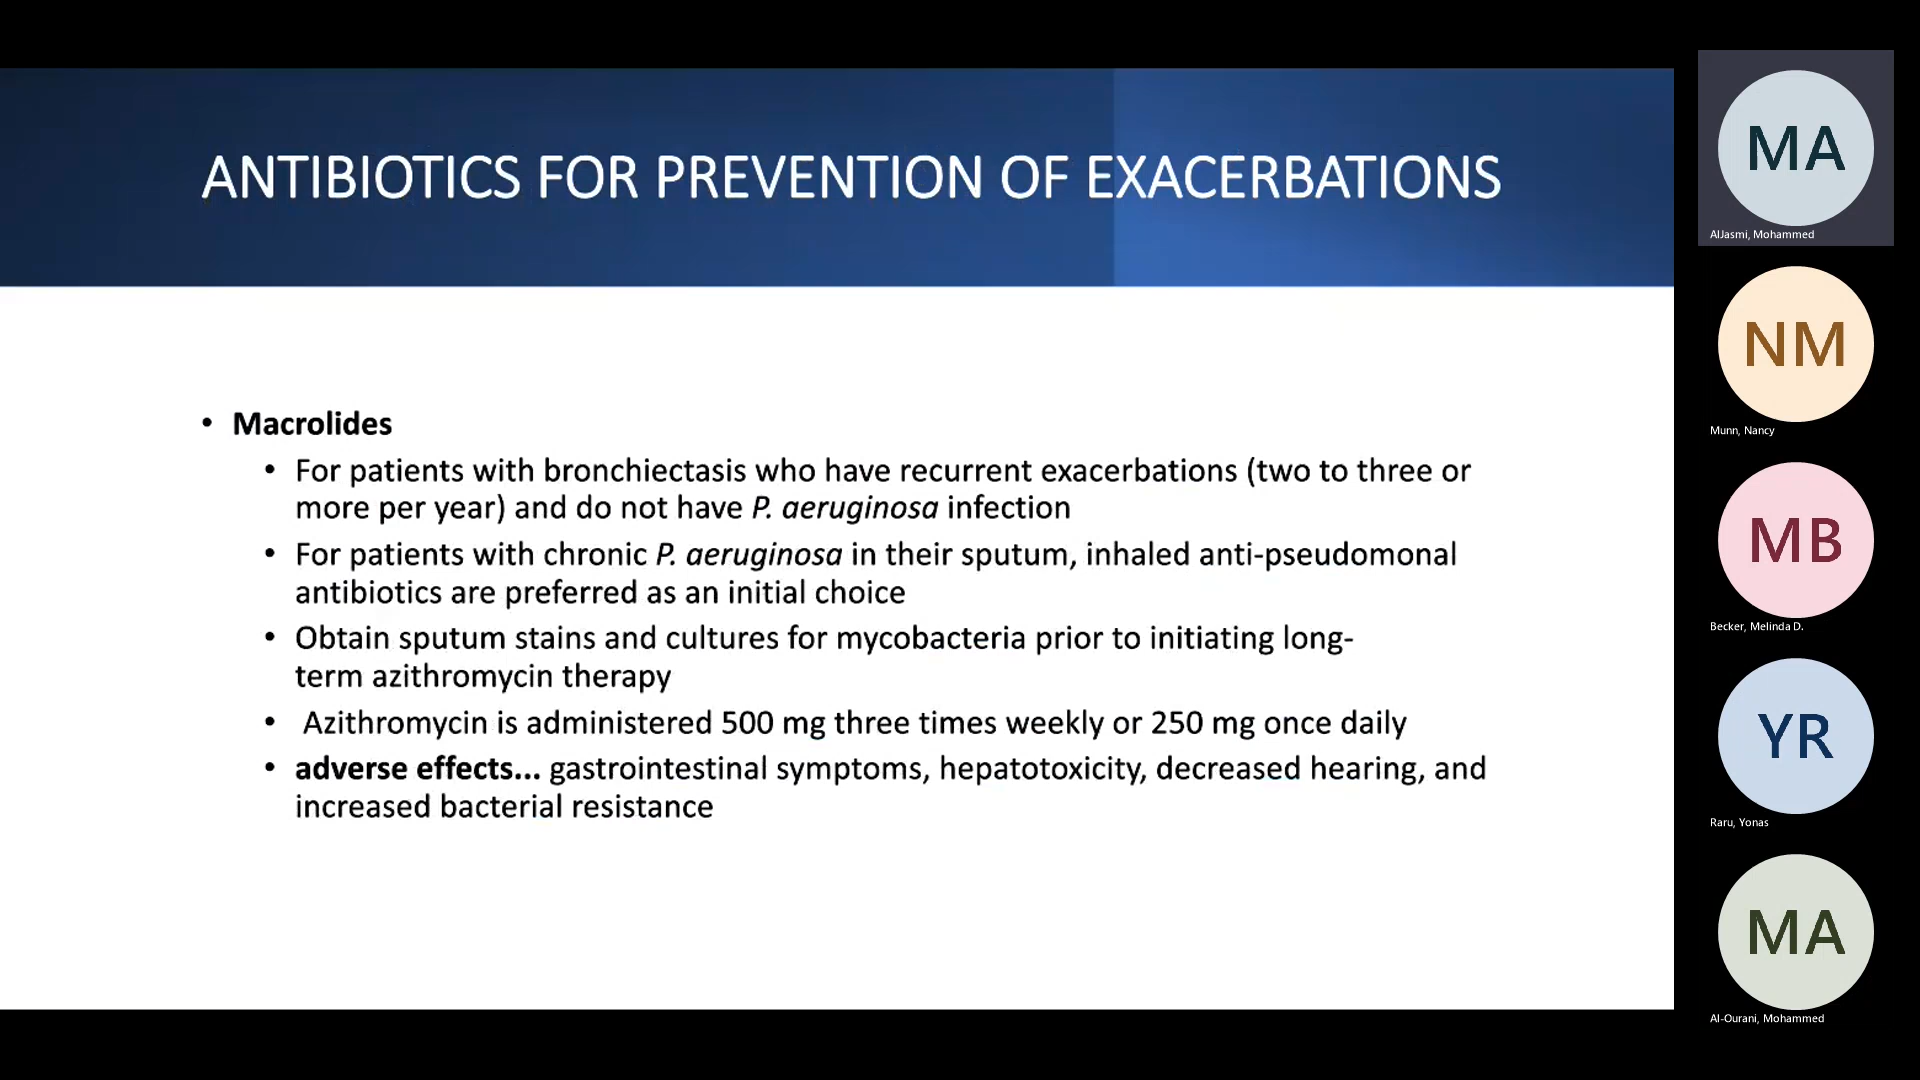 ANTIBIOTICS FOR PREVENTION OF EXACERBATIONS
• Macrolides
• For patients with bronchiectasis who have recurrent exacerbations (two to three or
more per year) and do not have P. aeruginosa infection
• For patients with chronic P. aeruginosa in their sputum, inhaled anti-pseudomonal
antibiotics are preferred as an initial choice
• Obtain sputum stains and cultures for mycobacteria prior to initiating long-
term azithromycin therapy
• Azithromycin is administered 500 mg three times weekly or 250 mg once daily
• adverse effects... gastrointestinal symptoms, hepatotoxicity, decreased hearing, and
increased bacterial resistance
MA
AlJasmi, Mohammed
NM
Munn, Nancy
MB
Becker, Melinda D.
YR
Raru, Yonas
MA
Al-Ourani, Mohammed